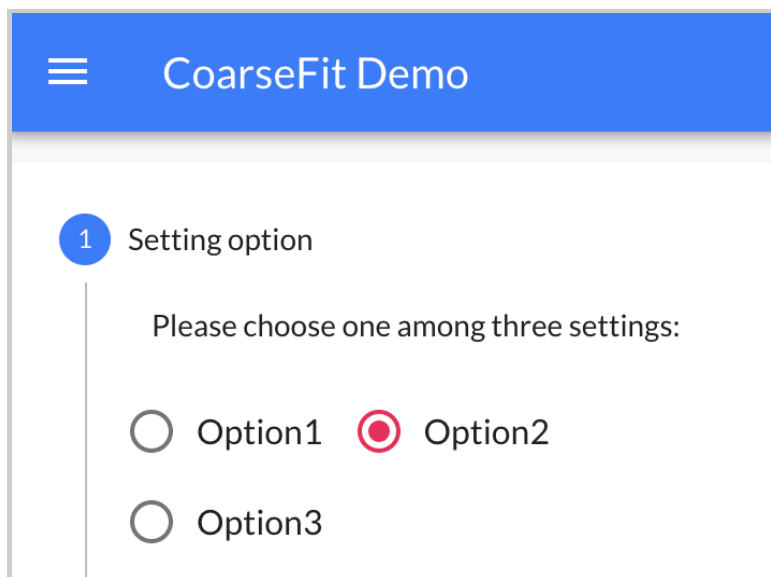 CoarseFit Demo
1 Setting option
Please choose one among three settings:
Option1 Option2
Option3